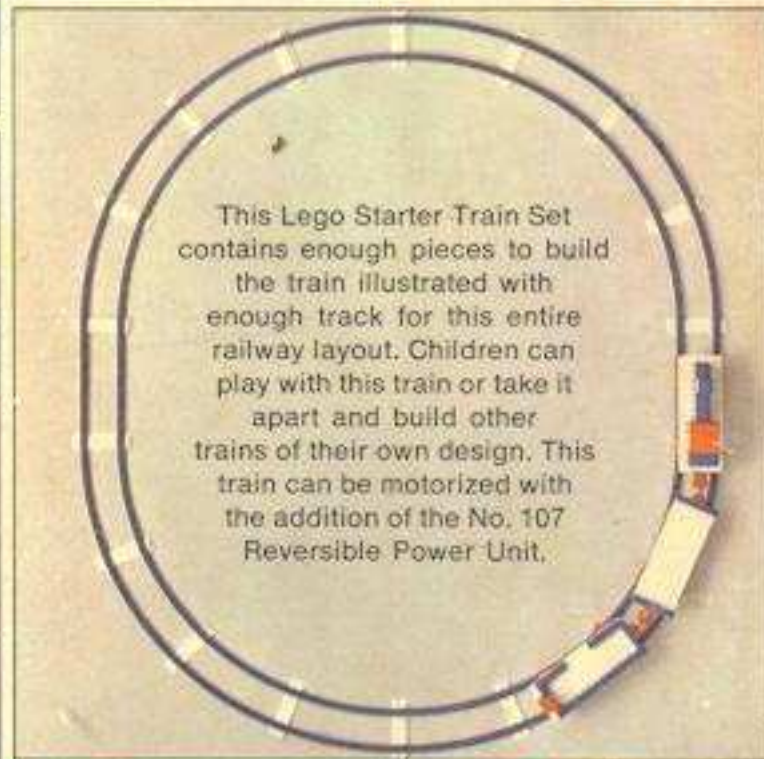 This Lego Starter Train Set
contains enough pieces to build
the train illustrated with
enough track for this entire
railway layout. Children can
play with this train or take it
apart and build other
trains of their own design. This
train can be motorized with
the addition of the No. 107
Reversible Power Unit.